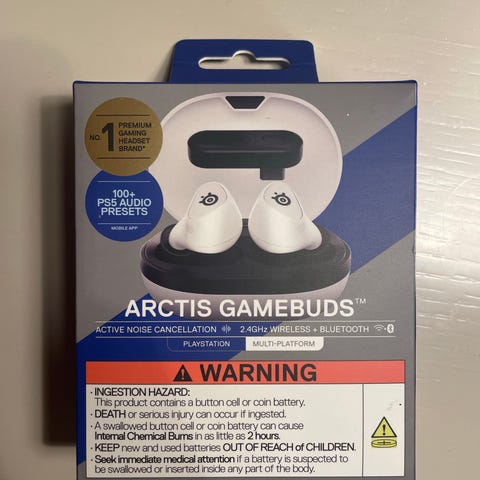 NO. 1 PREMIUM
GAMING
HEADSET
BRAND*
100+
PS5 AUDIO
PRESETS
MOBILE APP
ARCTIS GAMEBUDS™
ACTIVE NOISE CANCELLATION 2.4GHz WIRELESS + BLUETOOTH
PLAYSTATION MULTI-PLATFORM
WARNING
• INGESTION HAZARD:
This product contains a button cell or coin battery.
• DEATH or serious injury can occur if ingested.
• A swallowed button cell or coin battery can cause
Internal Chemical Burns in as little as 2 hours.
• KEEP new and used batteries OUT OF REACH of CHILDREN.
• Seek immediate medical attention if a battery is suspected to
be swallowed or inserted inside any part of the body.